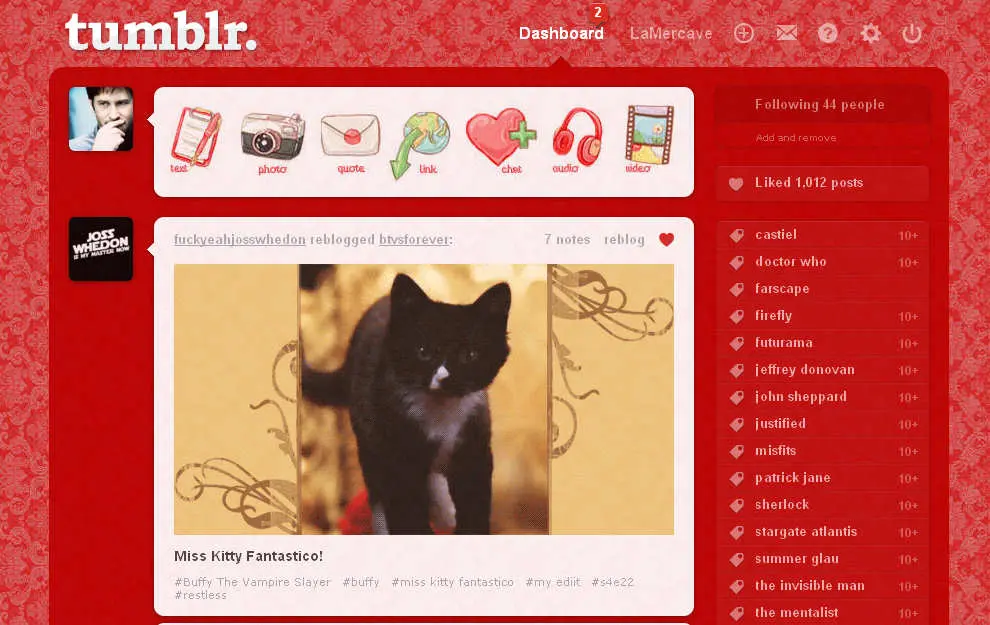 tumblr.
2
Dashboard
LaMercave
text
photo
quote
link
chat
audio
video
Following 44 people
Add and remove
Liked 1,012 posts
JOSS
WHEDON
IS MY MASTER NOW
fuckyeahjosswhedon reblogged btvsforever:
7 notes reblog
Miss Kitty Fantastico!
#Buffy The Vampire Slayer #buffy #miss kitty fantastico #my ediit #s4e22
#restless
castiel 10+
doctor who 10+
farscape
firefly 10+
futurama 10+
jeffrey donovan 10+
john sheppard 10+
justified 10+
misfits 10+
patrick jane 10+
sherlock 10+
stargate atlantis 10+
summer glau 10+
the invisible man 10+
the mentalist 10+